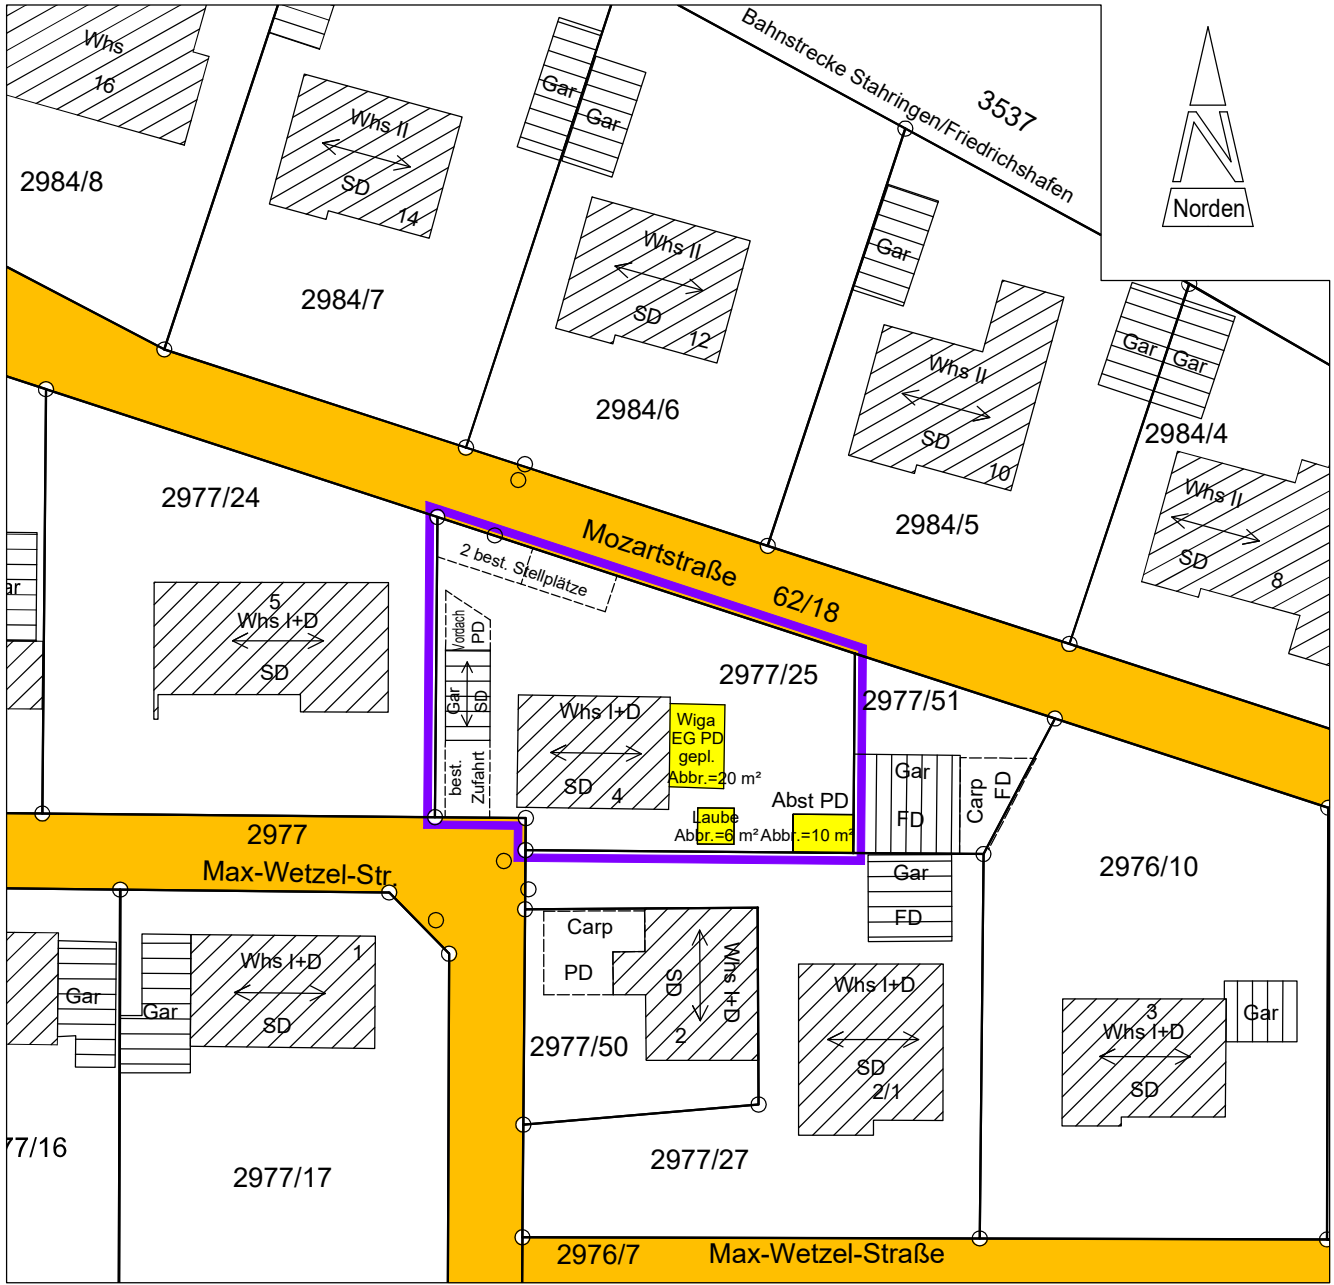 Bahnstrecke Stahringen/Friedrichshafen
3537
Norden
Whs
16
2984/8
Whs II
SD
14
2984/7
Gar
Gar
Whs II
SD
12
2984/6
Gar
Whs II
SD
10
2984/5
Gar
Gar
2984/4
Whs II
SD
8
Mozartstraße
62/18
2977/24
ar
5
Whs I+D
SD
2 best. Stellplätze
Vordach
PD
Gar
SD
best.
Zufahrt
2977/25
Whs I+D
SD
4
Wiga
EG PD
gepl.
Abbr.=20 m²
Laube
Abbr.=6 m²
Abst PD
Abbr.=10 m²
2977/51
Gar
FD
Carp
FD
Gar
FD
2976/10
2977
Max-Wetzel-Str.
Gar
Gar
Whs I+D
1
SD
77/16
2977/17
Carp
PD
Whs I+D
SD
2
2977/50
Whs I+D
SD
2/1
2977/27
3
Whs I+D
SD
Gar
2976/7
Max-Wetzel-Straße